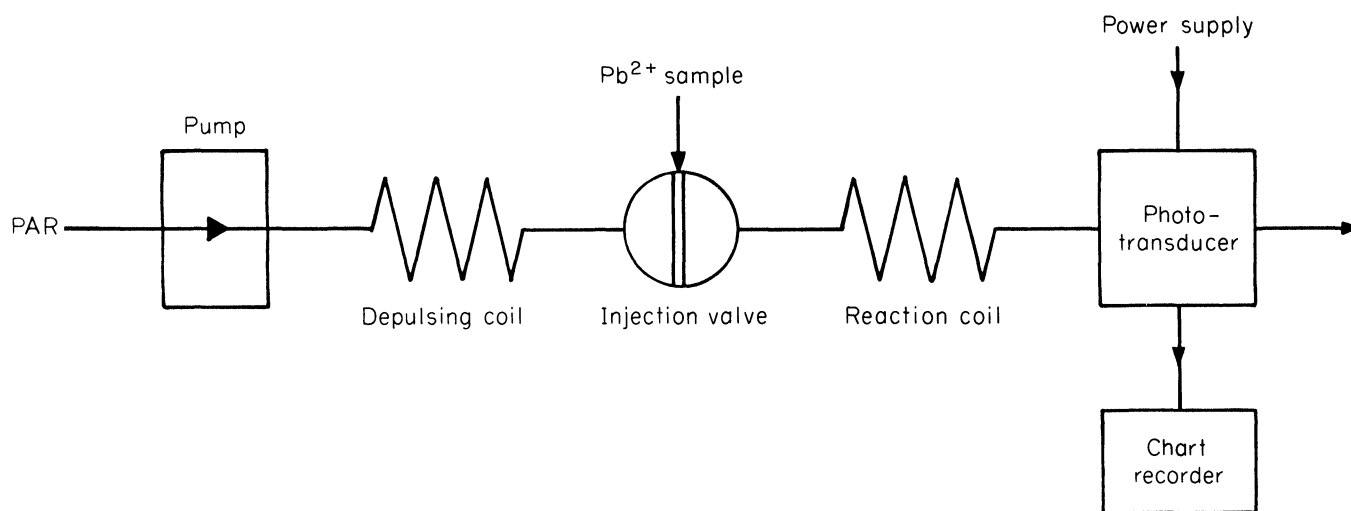 Power supply
Pb²⁺ sample
Pump
PAR
Photo-
transducer
Depulsing coil
Injection valve
Reaction coil
Chart
recorder